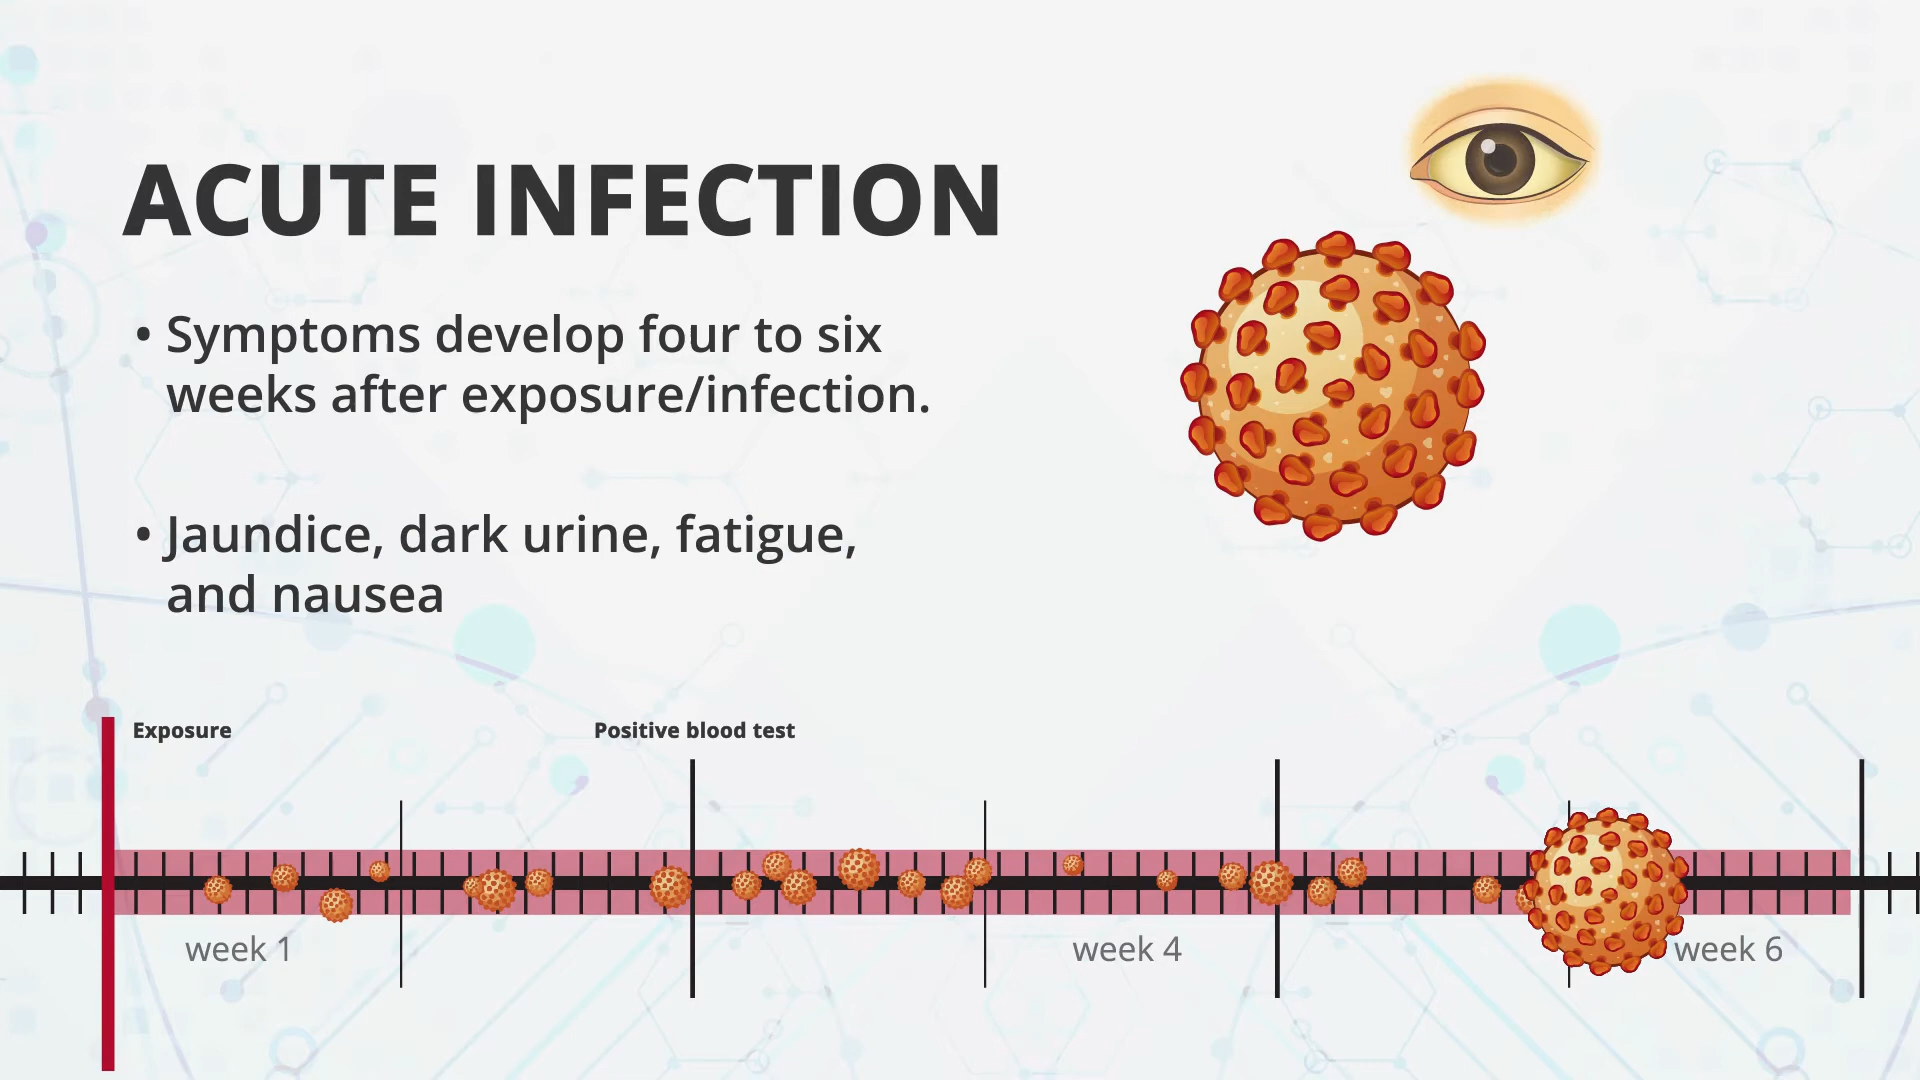 ACUTE INFECTION
• Symptoms develop four to six
weeks after exposure/infection.
• Jaundice, dark urine, fatigue,
and nausea
Exposure
Positive blood test
week 1
week 4
week 6